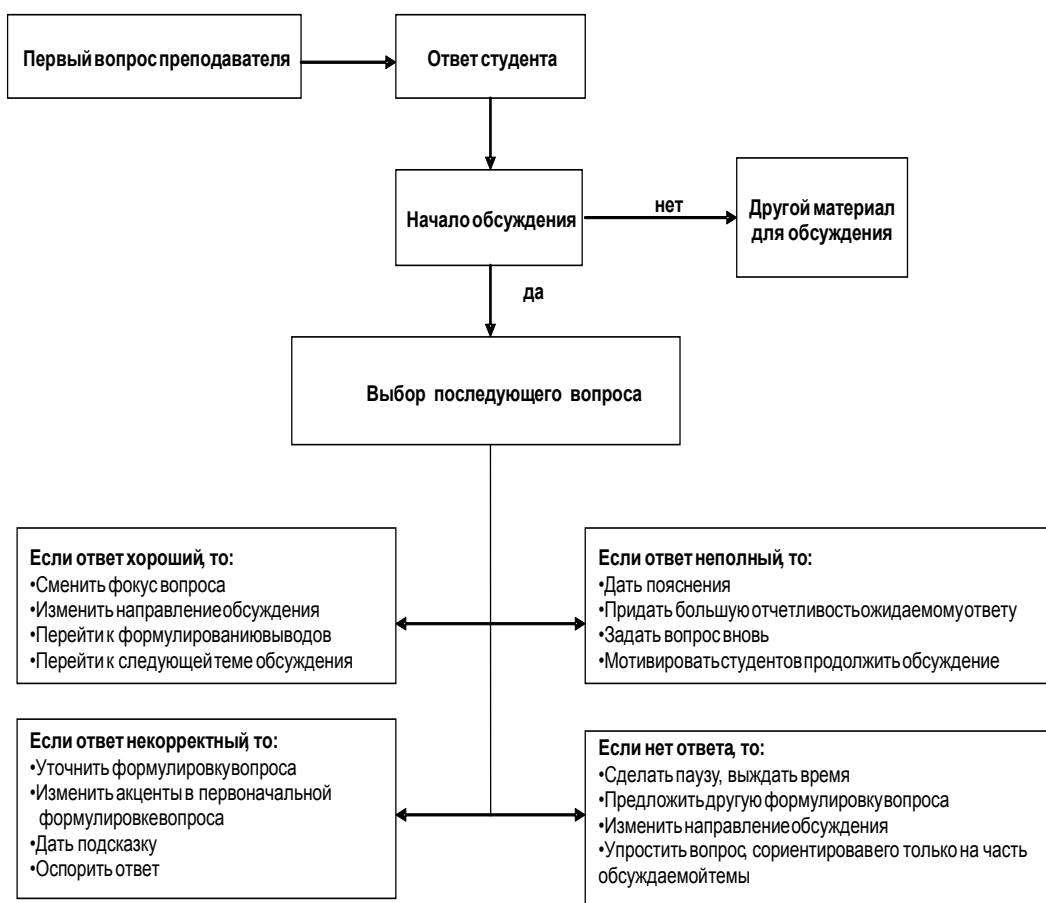 Первый вопрос преподавателя
Ответ студента
Начало обсуждения
нет
Другой материал
для обсуждения
да
Выбор последующего вопроса
Если ответ хороший, то:
•Сменить фокус вопроса
•Изменить направление обсуждения
•Перейти к формулированию выводов
•Перейти к следующей теме обсуждения
Если ответ неполный, то:
•Дать пояснения
•Придать большую отчетливость ожидаемому ответу
•Задать вопрос вновь
•Мотивировать студентов продолжить обсуждение
Если ответ некорректный, то:
•Уточнить формулировку вопроса
•Изменить акценты в первоначальной
формулировке вопроса
•Дать подсказку
•Оспорить ответ
Если нет ответа, то:
•Сделать паузу, выждать время
•Предложить другую формулировку вопроса
•Изменить направление обсуждения
•Упростить вопрос, сориентировав его только на часть
обсуждаемой темы